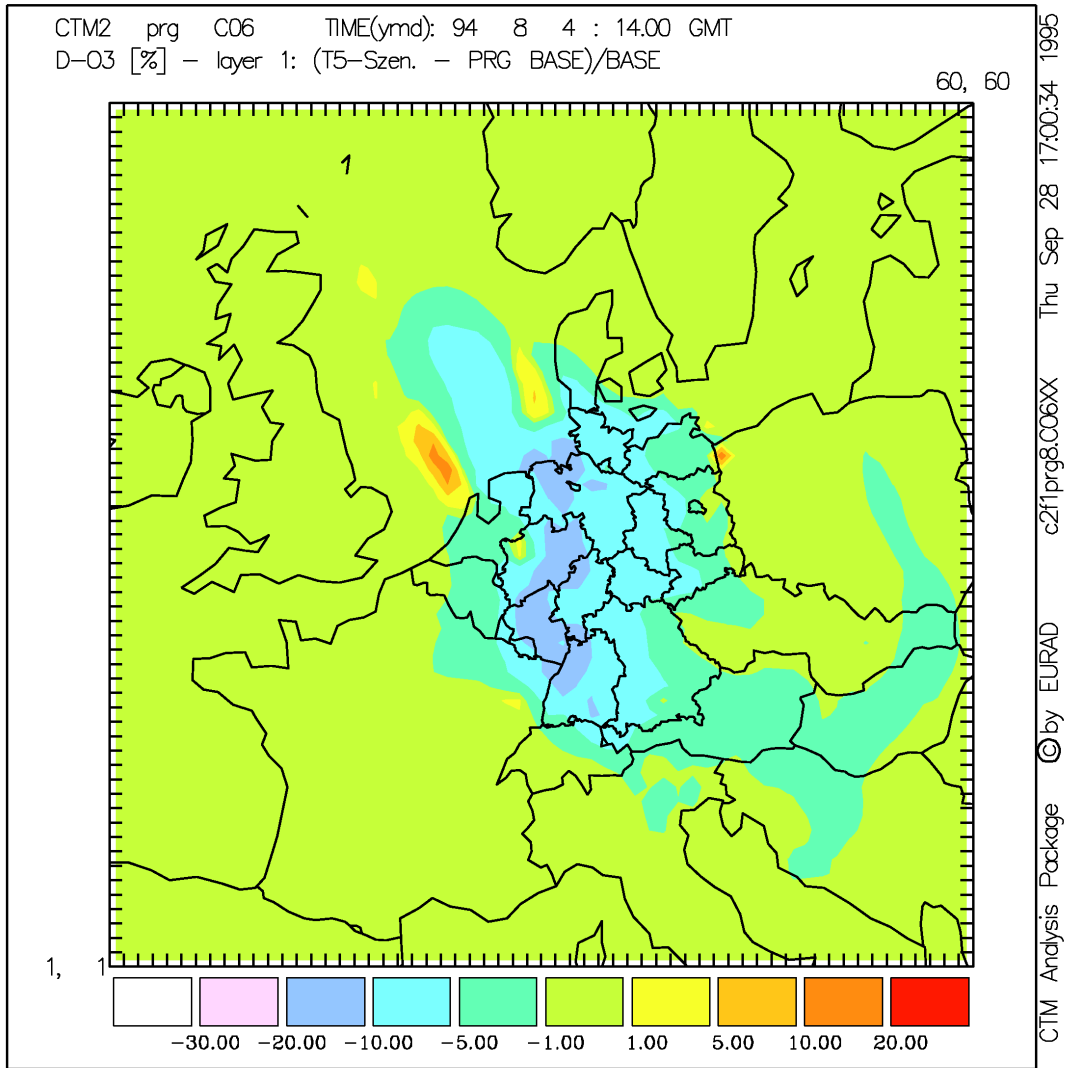 CTM2 prg C06 TIME(ymd): 94 8 4 : 14.00 GMT
D-O3 [%] - layer 1: (T5-Szen. - PRG BASE)/BASE
60, 60
1
1, 1
-30.00 -20.00 -10.00 -5.00 -1.00 1.00 5.00 10.00 20.00
CTM Analysis Package ©by EURAD c2f1prg8.006XX Thu Sep 28 17:00:34 1995